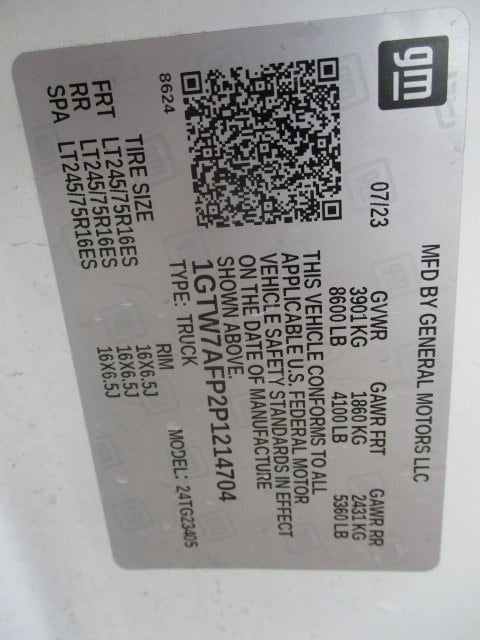 gm
MFD BY GENERAL MOTORS LLC
07/23
GVWR GAWR FRT GAWR RR
3901 KG 1860 KG 2431 KG
8600 LB 4100 LB 5360 LB
THIS VEHICLE CONFORMS TO ALL
APPLICABLE U.S. FEDERAL MOTOR
VEHICLE SAFETY STANDARDS IN EFFECT
ON THE DATE OF MANUFACTURE
SHOWN ABOVE.
1GTW7AFP2P1214704
TYPE: TRUCK MODEL: 24TG23405
8624
TIRE SIZE RIM
FRT LT245/75R16ES 16X6.5J
RR LT245/75R16ES 16X6.5J
SPA LT245/75R16ES 16X6.5J